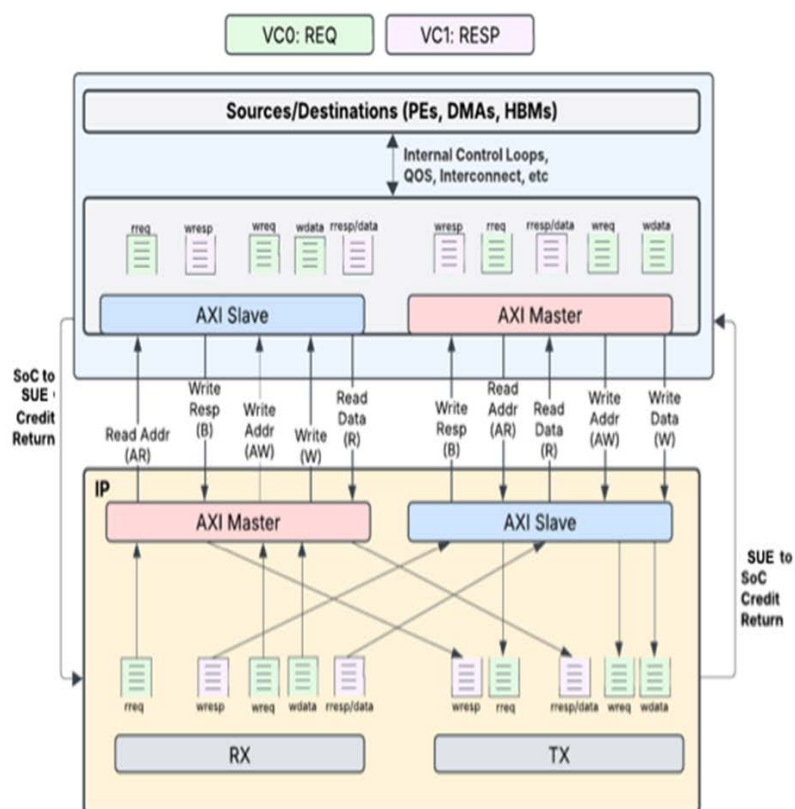 VC0: REQ
VC1: RESP
Sources/Destinations (PEs, DMAs, HBMs)
Internal Control Loops,
QOS, Interconnect, etc
rreq
wresp
wreq
wdata
rresp/data
wresp
rreq
rresp/data
wreq
wdata
AXI Slave
AXI Master
SoC to
SUE
Credit
Return
Read Addr
(AR)
Write
Resp
(B)
Write
Addr
(AW)
Write
(W)
Read
Data
(R)
Write
Resp
(B)
Read
Addr
(AR)
Read
Data
(R)
Write
Addr
(AW)
Write
Data
(W)
IP
AXI Master
AXI Slave
SUE to
SoC
Credit
Return
rreq
wresp
wreq
wdata
rresp/data
wresp
rreq
rresp/data
wreq
wdata
RX
TX